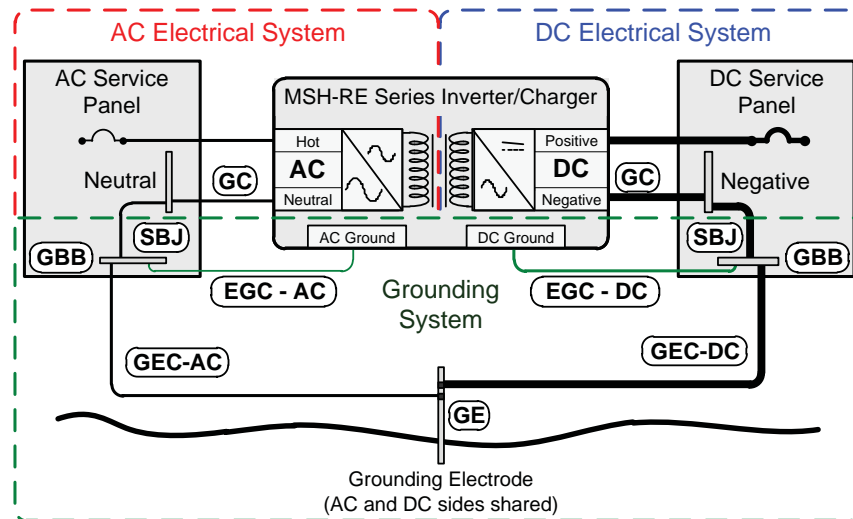 AC Electrical System
DC Electrical System
AC Service
Panel
MSH-RE Series Inverter/Charger
DC Service
Panel
Hot
AC
Neutral
Positive
DC
Negative
Neutral
GC
GC
Negative
SBJ
AC Ground
DC Ground
SBJ
GBB
GBB
EGC - AC
Grounding
System
EGC - DC
GEC-AC
GEC-DC
GE
Grounding Electrode
(AC and DC sides shared)